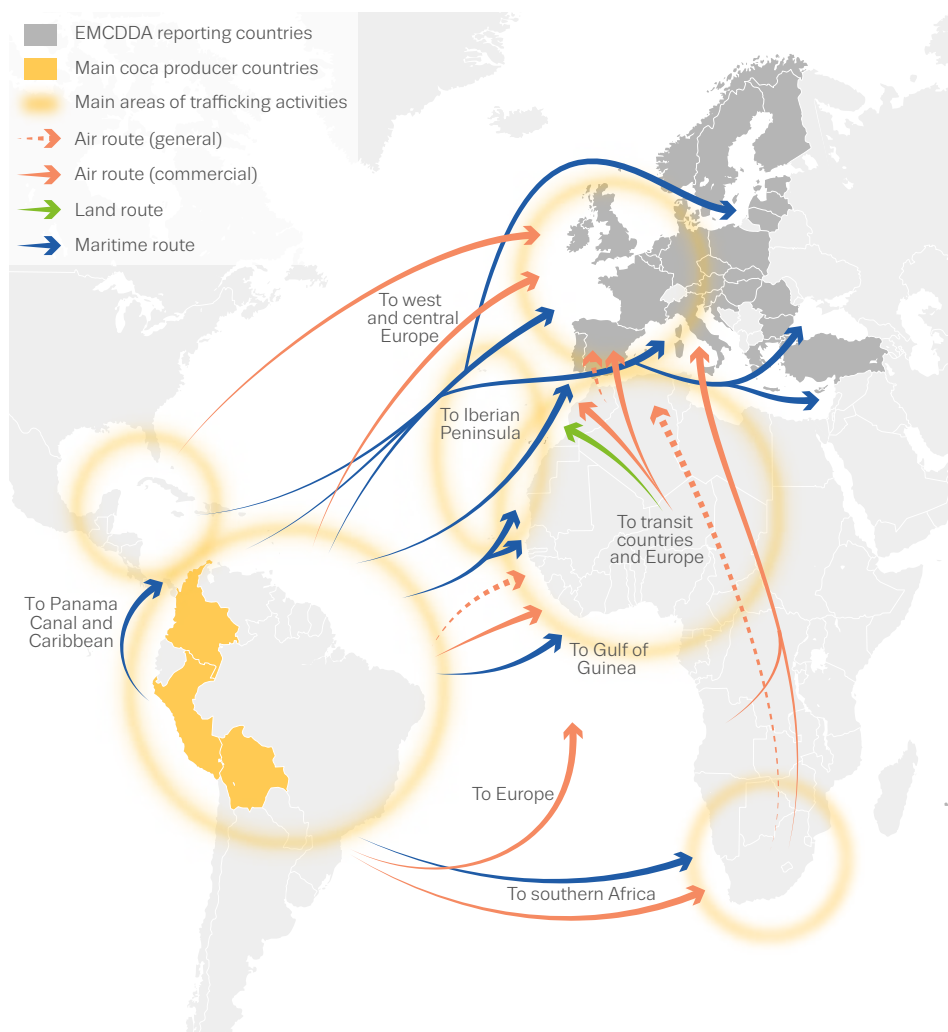 EMCDDA reporting countries
Main coca producer countries
Main areas of trafficking activities
Air route (general)
Air route (commercial)
Land route
Maritime route
To west
and central
Europe
To Iberian
Peninsula
To transit
countries
and Europe
To Panama
Canal and
Caribbean
To Gulf of
Guinea
To Europe
To southern Africa